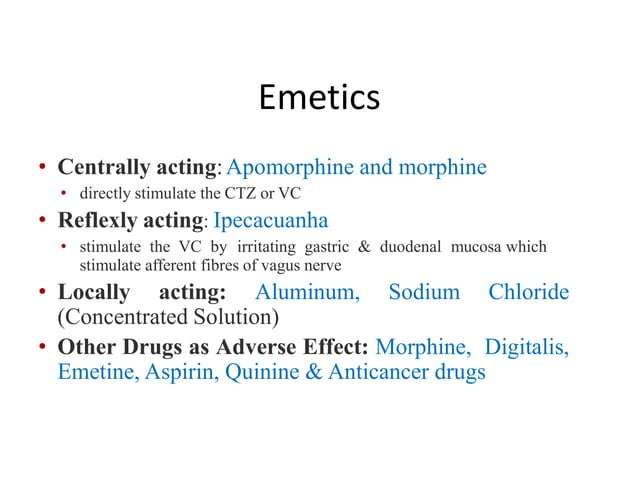 Emetics
• Centrally acting: Apomorphine and morphine
• directly stimulate the CTZ or VC
• Reflexly acting: Ipecacuanha
• stimulate the VC by irritating gastric & duodenal mucosa which
stimulate afferent fibres of vagus nerve
• Locally acting: Aluminum, Sodium Chloride
(Concentrated Solution)
• Other Drugs as Adverse Effect: Morphine, Digitalis,
Emetine, Aspirin, Quinine & Anticancer drugs